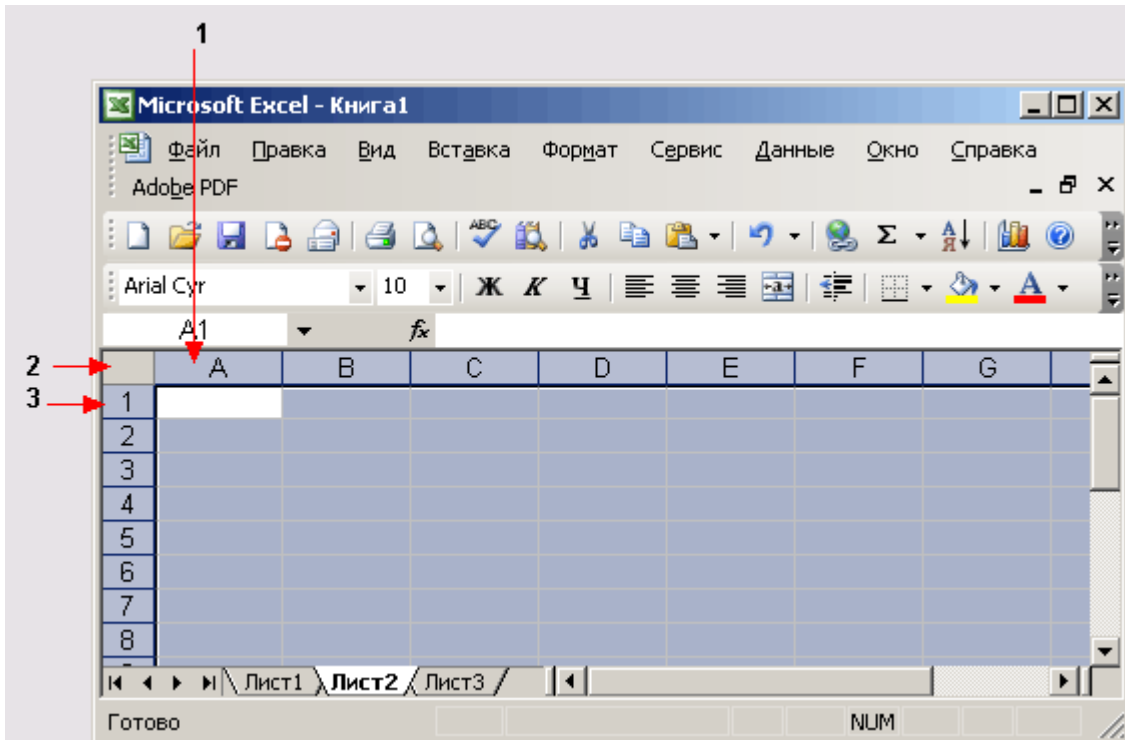 1
Microsoft Excel - Книга1
Файл Правка Вид Вставка Формат Сервис Данные Окно Справка
Adobe PDF
ABC Σ А Я
Arial Cyr 10 Ж К Ч a А
A1 fx
2 A B C D E F G
3 1
2
3
4
5
6
7
8
Лист1 Лист2 Лист3
Готово NUM